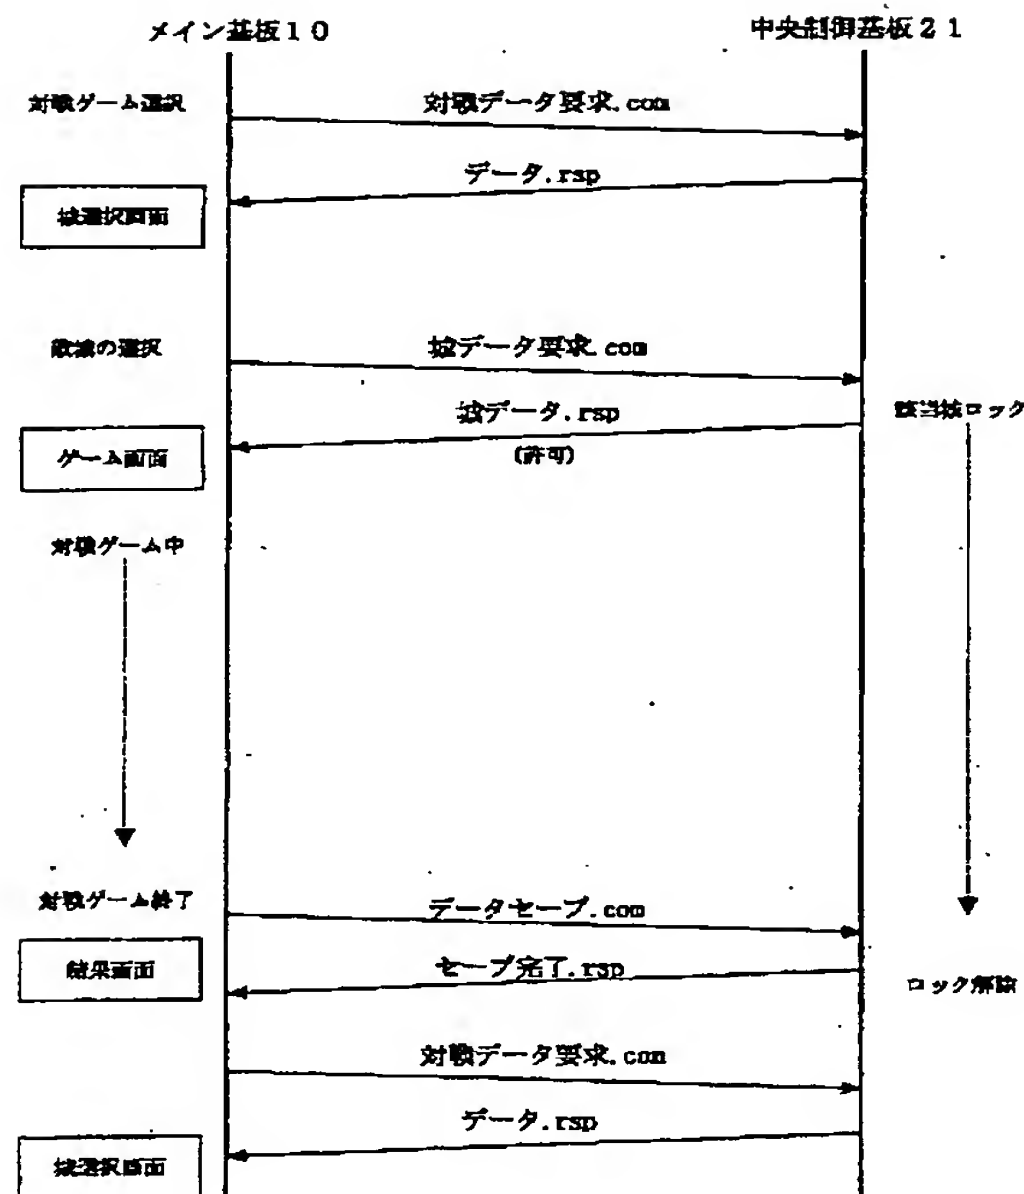 メイン基板10
中央制御基板21
対戦ゲーム選択
対戦データ要求.com
データ.rsp
城選択画面
敵城の選択
城データ要求.com
城データ.rsp
(許可)
該当城ロック
ゲーム画面
対戦ゲーム中
対戦ゲーム終了
データセーブ.com
結果画面
セーブ完了.rsp
ロック解除
対戦データ要求.com
データ.rsp
城選択画面